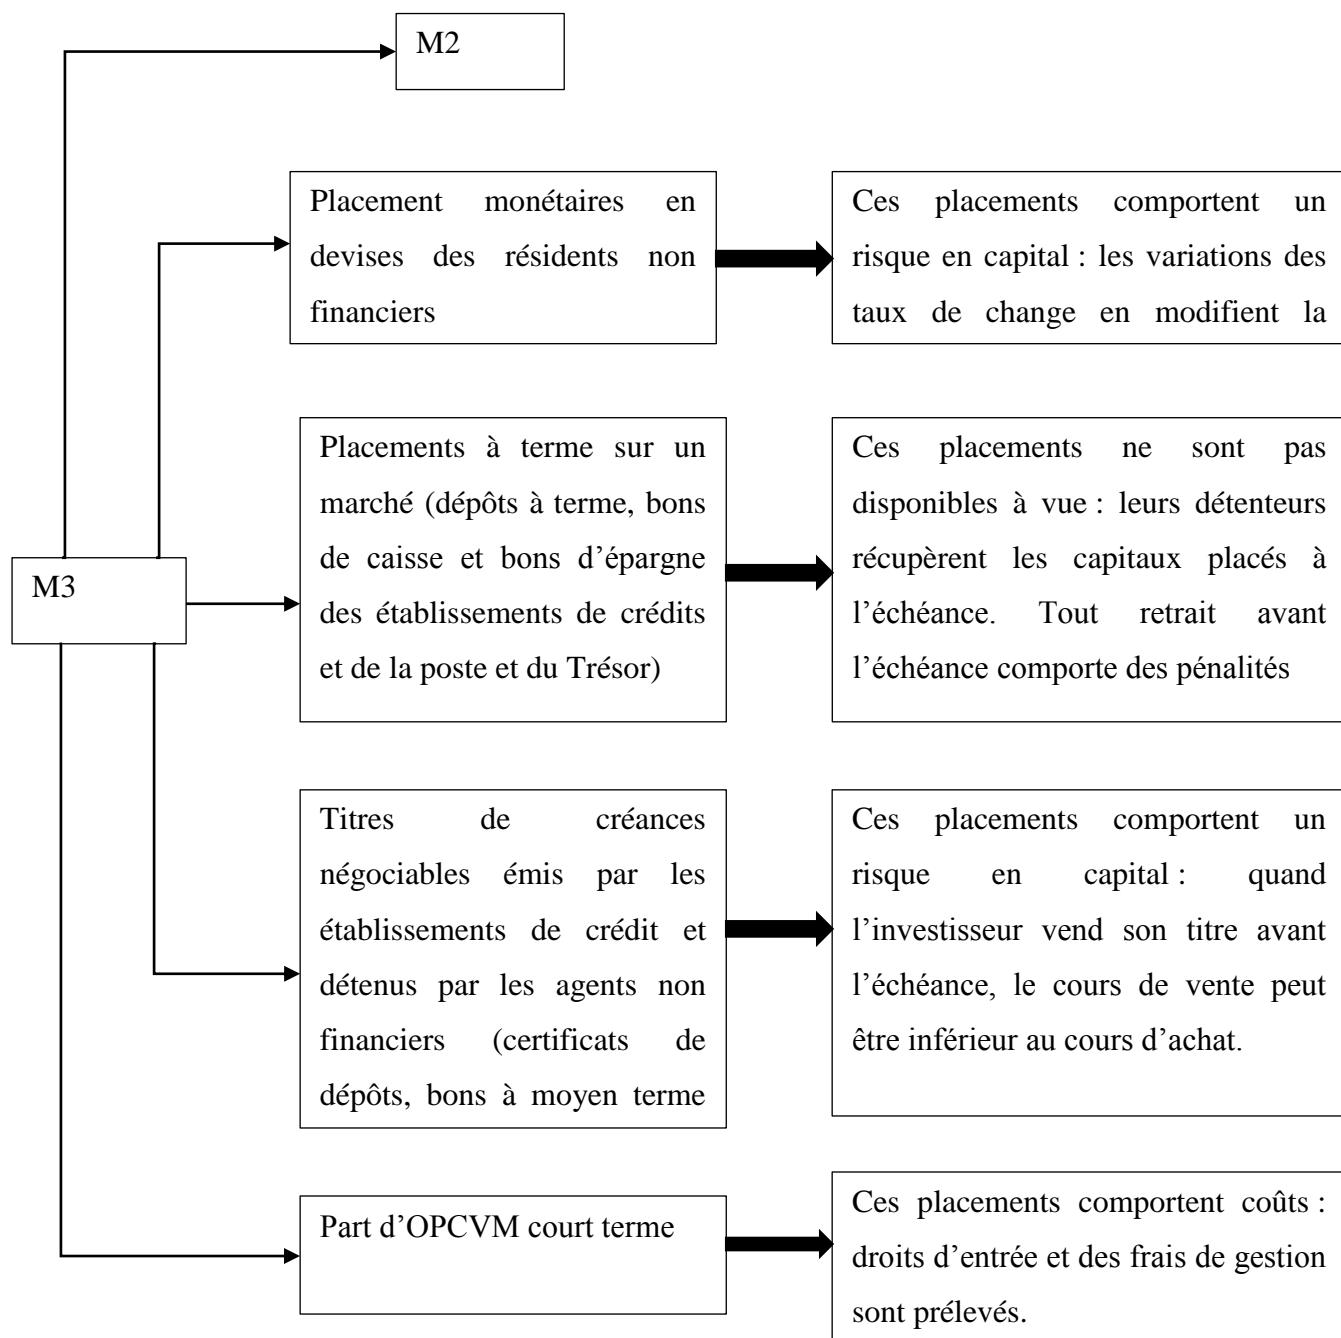 M2
Placement monétaires en
devises des résidents non
financiers
Ces placements comportent un
risque en capital : les variations des
taux de change en modifient la
Placements à terme sur un
marché (dépôts à terme, bons
de caisse et bons d’épargne
des établissements de crédits
et de la poste et du Trésor)
Ces placements ne sont pas
disponibles à vue : leurs détenteurs
récupèrent les capitaux placés à
l’échéance. Tout retrait avant
l’échéance comporte des pénalités
M3
Titres de créances
négociables émis par les
établissements de crédit et
détenus par les agents non
financiers (certificats de
dépôts, bons à moyen terme
Ces placements comportent un
risque en capital : quand
l’investisseur vend son titre avant
l’échéance, le cours de vente peut
être inférieur au cours d’achat.
Part d’OPCVM court terme
Ces placements comportent coûts :
droits d’entrée et des frais de gestion
sont prélevés.